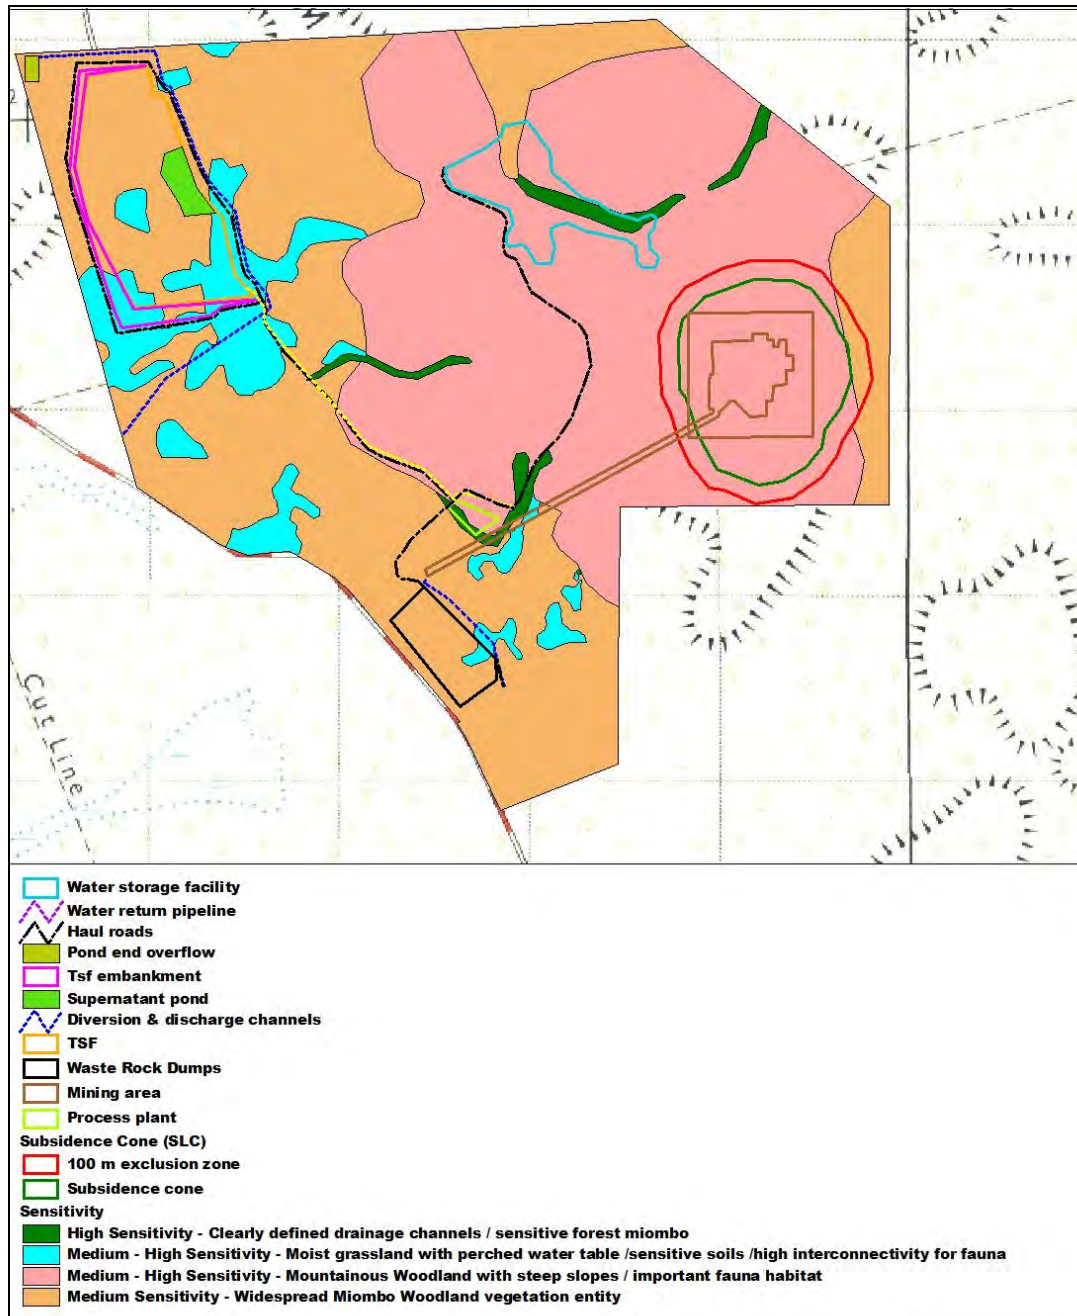 2
Cut Line
Water storage facility
Water return pipeline
Haul roads
Pond end overflow
Tsf embankment
Supernatant pond
Diversion & discharge channels
TSF
Waste Rock Dumps
Mining area
Process plant
Subsidence Cone (SLC)
100 m exclusion zone
Subsidence cone
Sensitivity
High Sensitivity - Clearly defined drainage channels / sensitive forest miombo
Medium - High Sensitivity - Moist grassland with perched water table /sensitive soils /high interconnectivity for fauna
Medium - High Sensitivity - Mountainous Woodland with steep slopes / important fauna habitat
Medium Sensitivity - Widespread Miombo Woodland vegetation entity